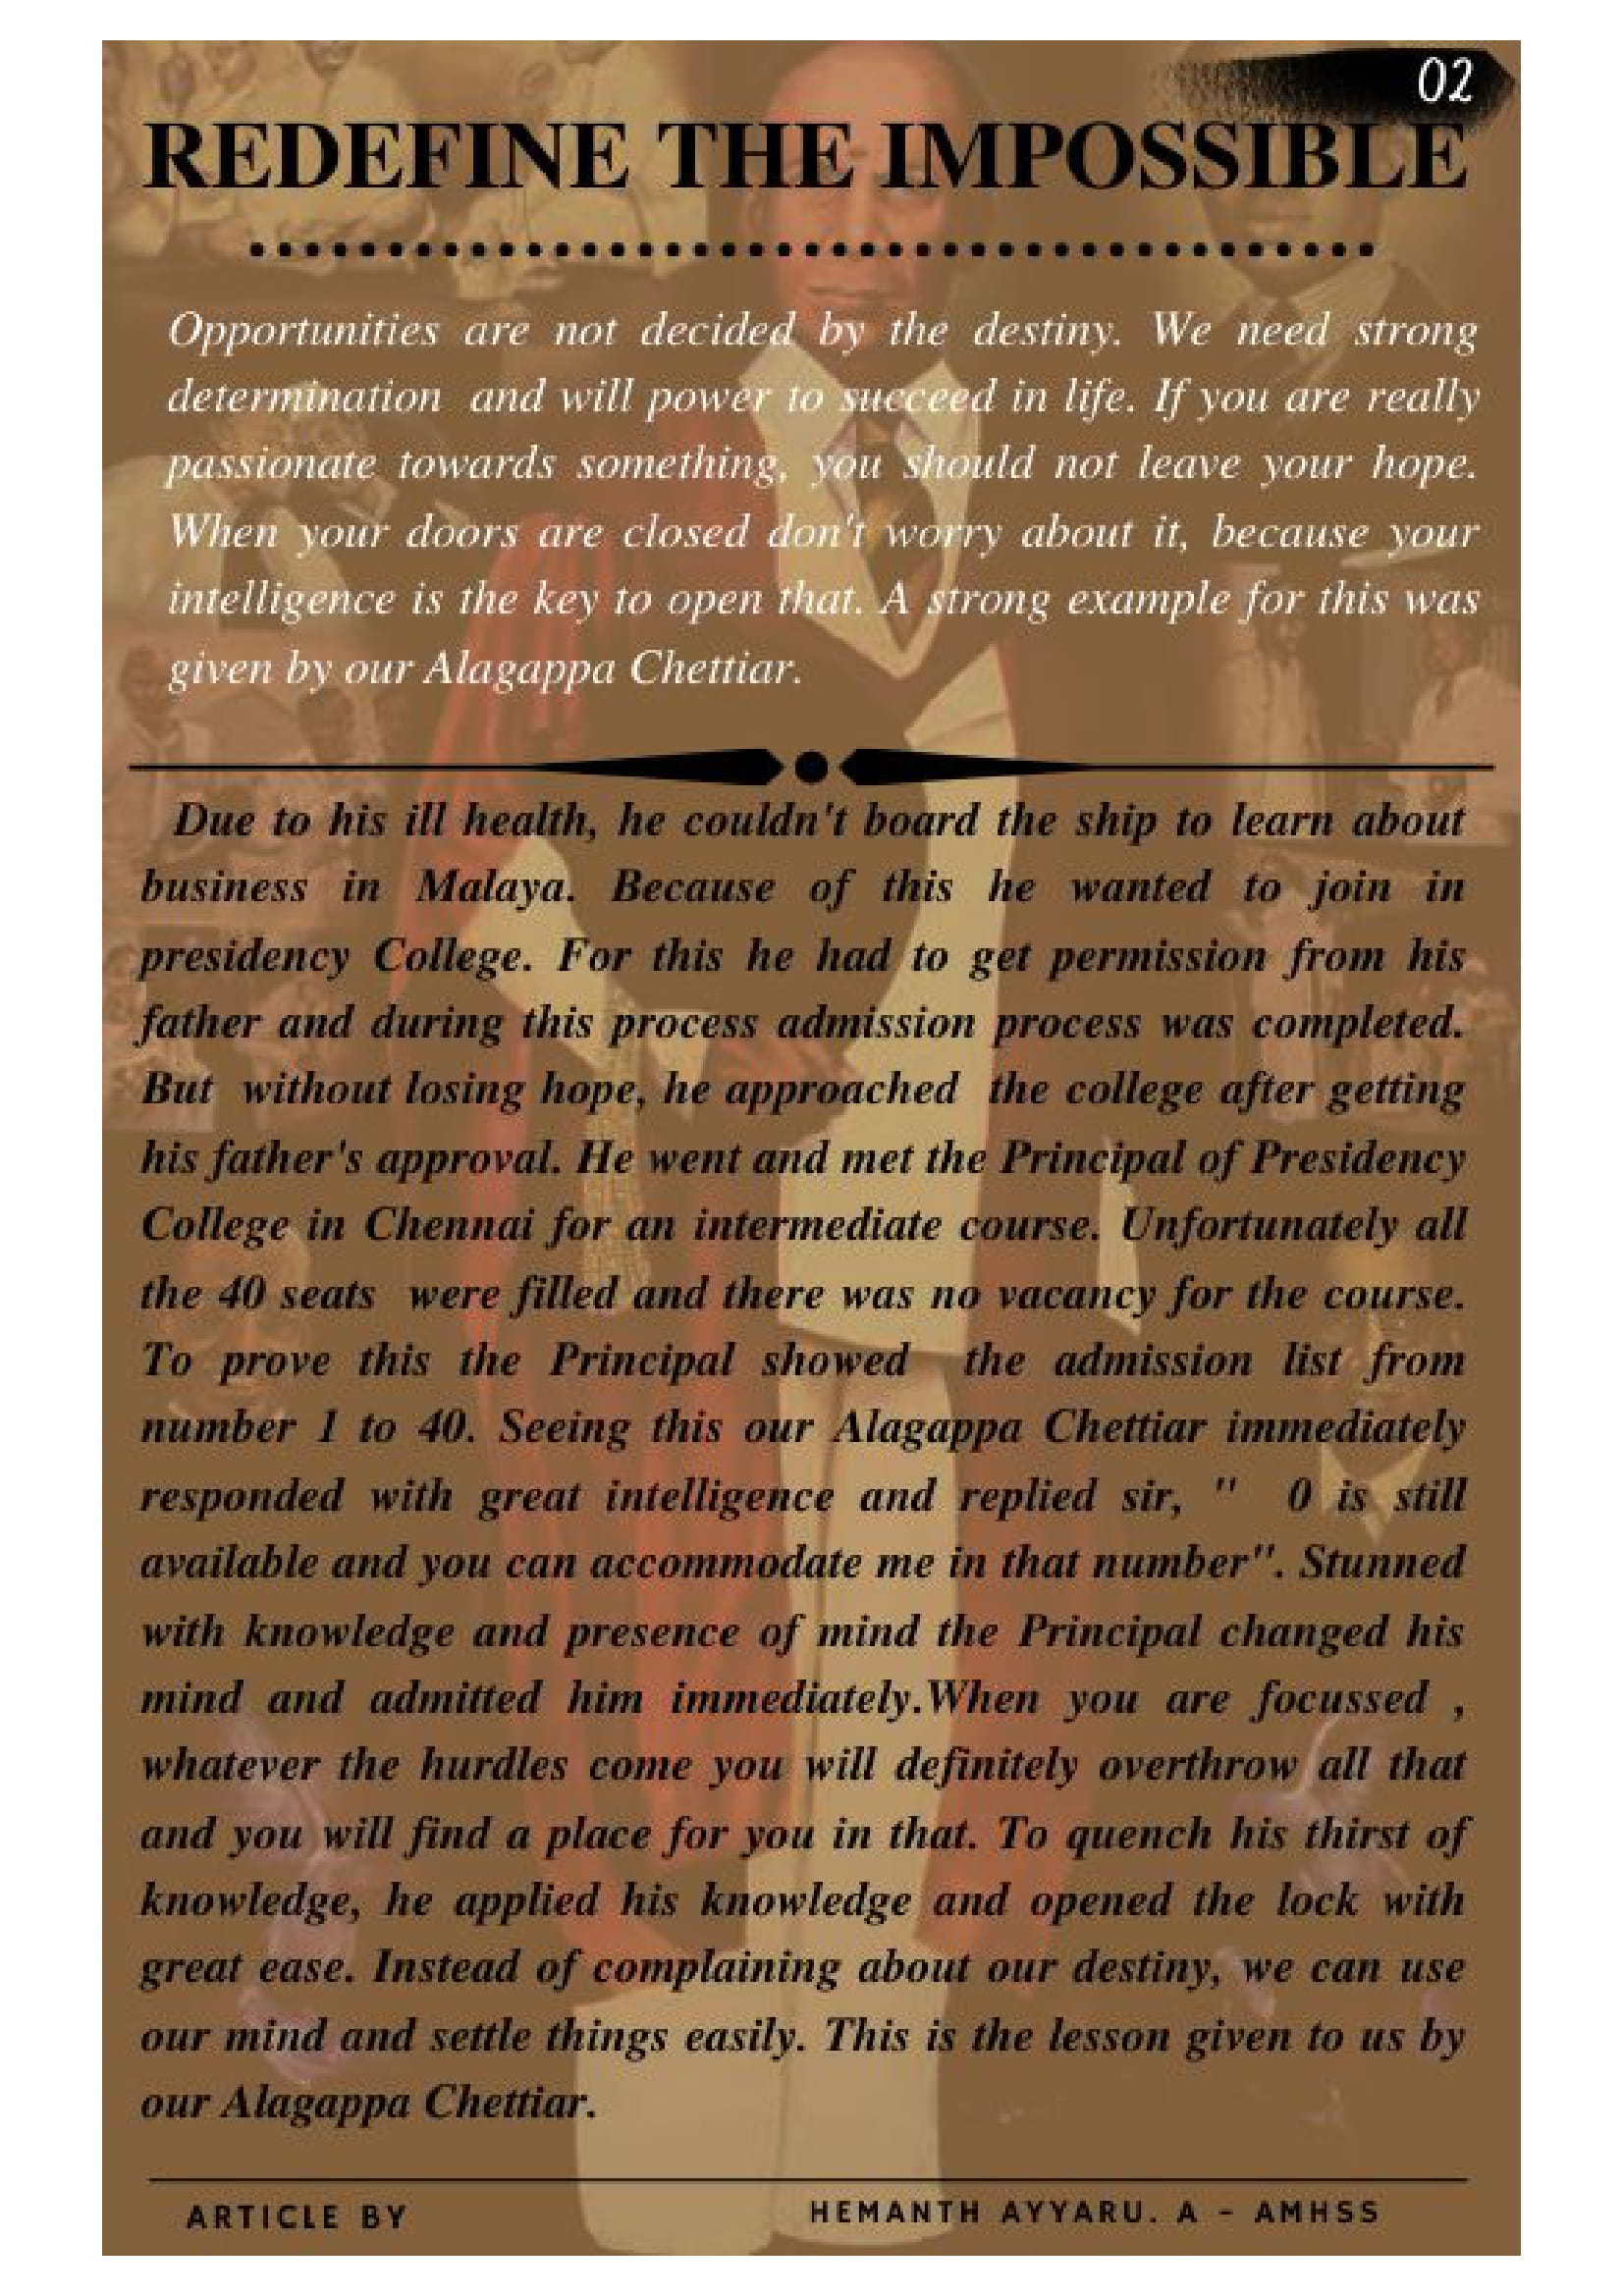 02
REDEFINE THE IMPOSSIBLE
Opportunities are not decided by the destiny. We need strong
determination and will power to succeed in life. If you are really
passionate towards something, you should not leave your hope.
When your doors are closed don't worry about it, because your
intelligence is the key to open that. A strong example for this was
given by our Alagappa Chettiar.
Due to his ill health, he couldn't board the ship to learn about
business in Malaya. Because of this he wanted to join in
presidency College. For this he had to get permission from his
father and during this process admission process was completed.
But without losing hope, he approached the college after getting
his father's approval. He went and met the Principal of Presidency
College in Chennai for an intermediate course. Unfortunately all
the 40 seats were filled and there was no vacancy for the course.
To prove this the Principal showed the admission list from
number 1 to 40. Seeing this our Alagappa Chettiar immediately
responded with great intelligence and replied sir, " 0 is still
available and you can accommodate me in that number". Stunned
with knowledge and presence of mind the Principal changed his
mind and admitted him immediately.When you are focussed ,
whatever the hurdles come you will definitely overthrow all that
and you will find a place for you in that. To quench his thirst of
knowledge, he applied his knowledge and opened the lock with
great ease. Instead of complaining about our destiny, we can use
our mind and settle things easily. This is the lesson given to us by
our Alagappa Chettiar.
ARTICLE BY HEMANTH AYYARU. A - AMHSS